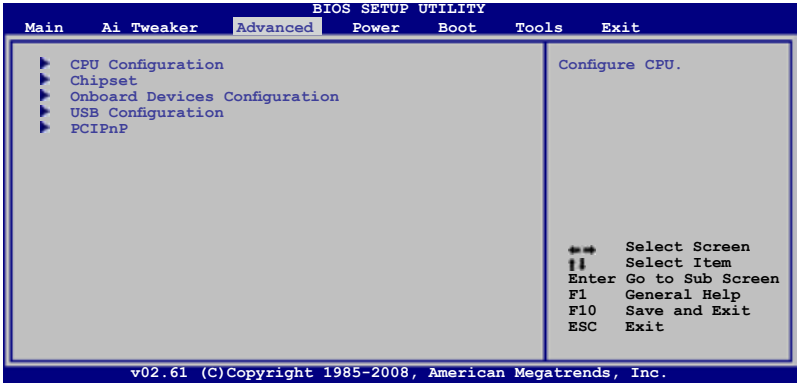 BIOS SETUP UTILITY
Main Ai Tweaker Advanced Power Boot Tools Exit
CPU Configuration
Chipset
Onboard Devices Configuration
USB Configuration
PCIPnP
Configure CPU.
Select Screen
Select Item
Enter Go to Sub Screen
F1 General Help
F10 Save and Exit
ESC Exit
v02.61 (C)Copyright 1985-2008, American Megatrends, Inc.